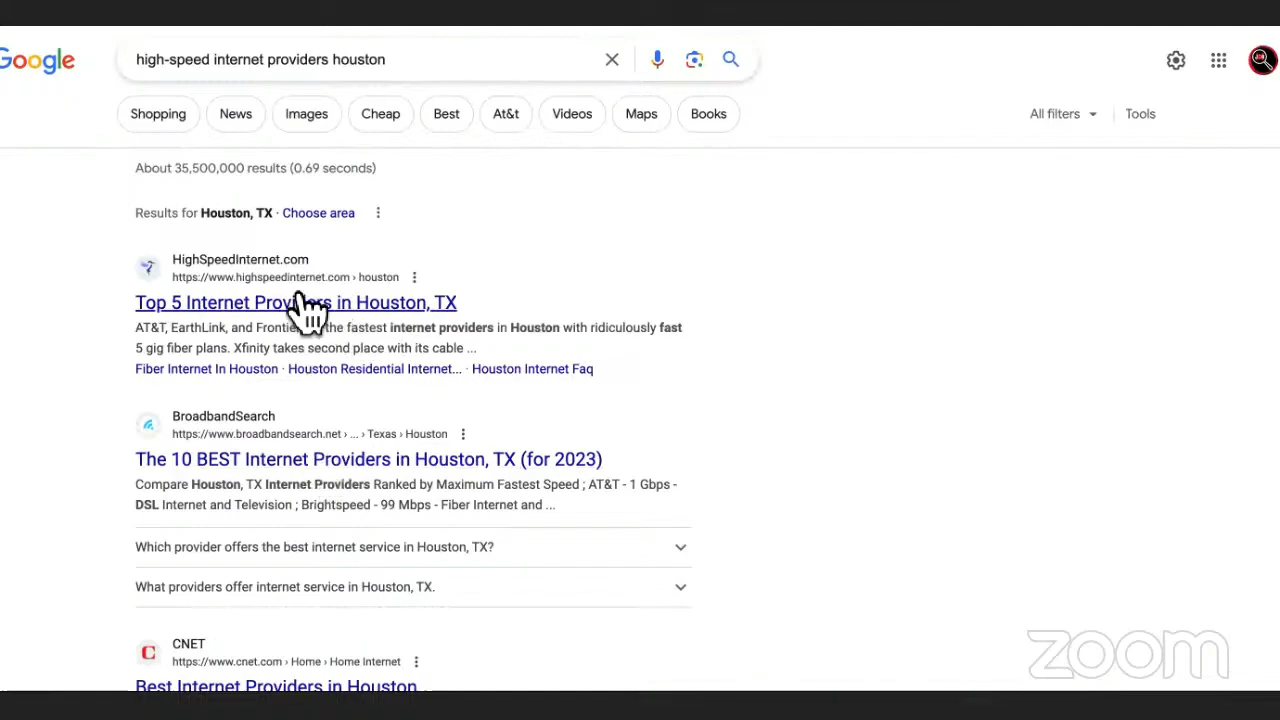 Google
high-speed internet providers houston
Shopping News Images Cheap Best At&t Videos Maps Books All filters Tools
About 35,500,000 results (0.69 seconds)
Results for Houston, TX · Choose area
HighSpeedInternet.com
https://www.highspeedinternet.com › houston
Top 5 Internet Providers in Houston, TX
AT&T, EarthLink, and Frontier the fastest internet providers in Houston with ridiculously fast
5 gig fiber plans. Xfinity takes second place with its cable ...
Fiber Internet In Houston · Houston Residential Internet... · Houston Internet Faq
BroadbandSearch
https://www.broadbandsearch.net › ... › Texas › Houston
The 10 BEST Internet Providers in Houston, TX (for 2023)
Compare Houston, TX Internet Providers Ranked by Maximum Fastest Speed ; AT&T - 1 Gbps -
DSL Internet and Television ; Brightspeed - 99 Mbps - Fiber Internet and ...
Which provider offers the best internet service in Houston, TX?
What providers offer internet service in Houston, TX.
CNET
https://www.cnet.com › Home › Home Internet
Best Internet Providers in Houston
zoom